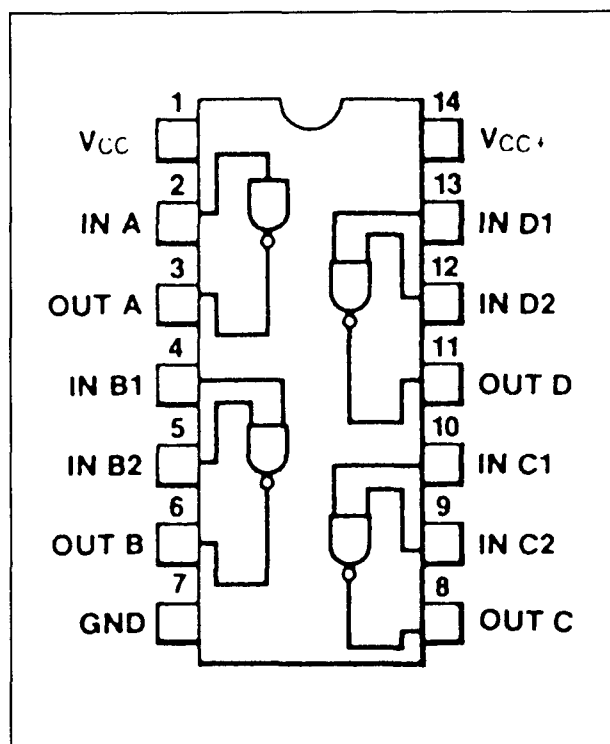 1 14
VCC VCC+
2 13
IN A IN D1
3 12
OUT A IN D2
4 11
IN B1 OUT D
5 10
IN B2 IN C1
6 9
OUT B IN C2
7 8
GND OUT C